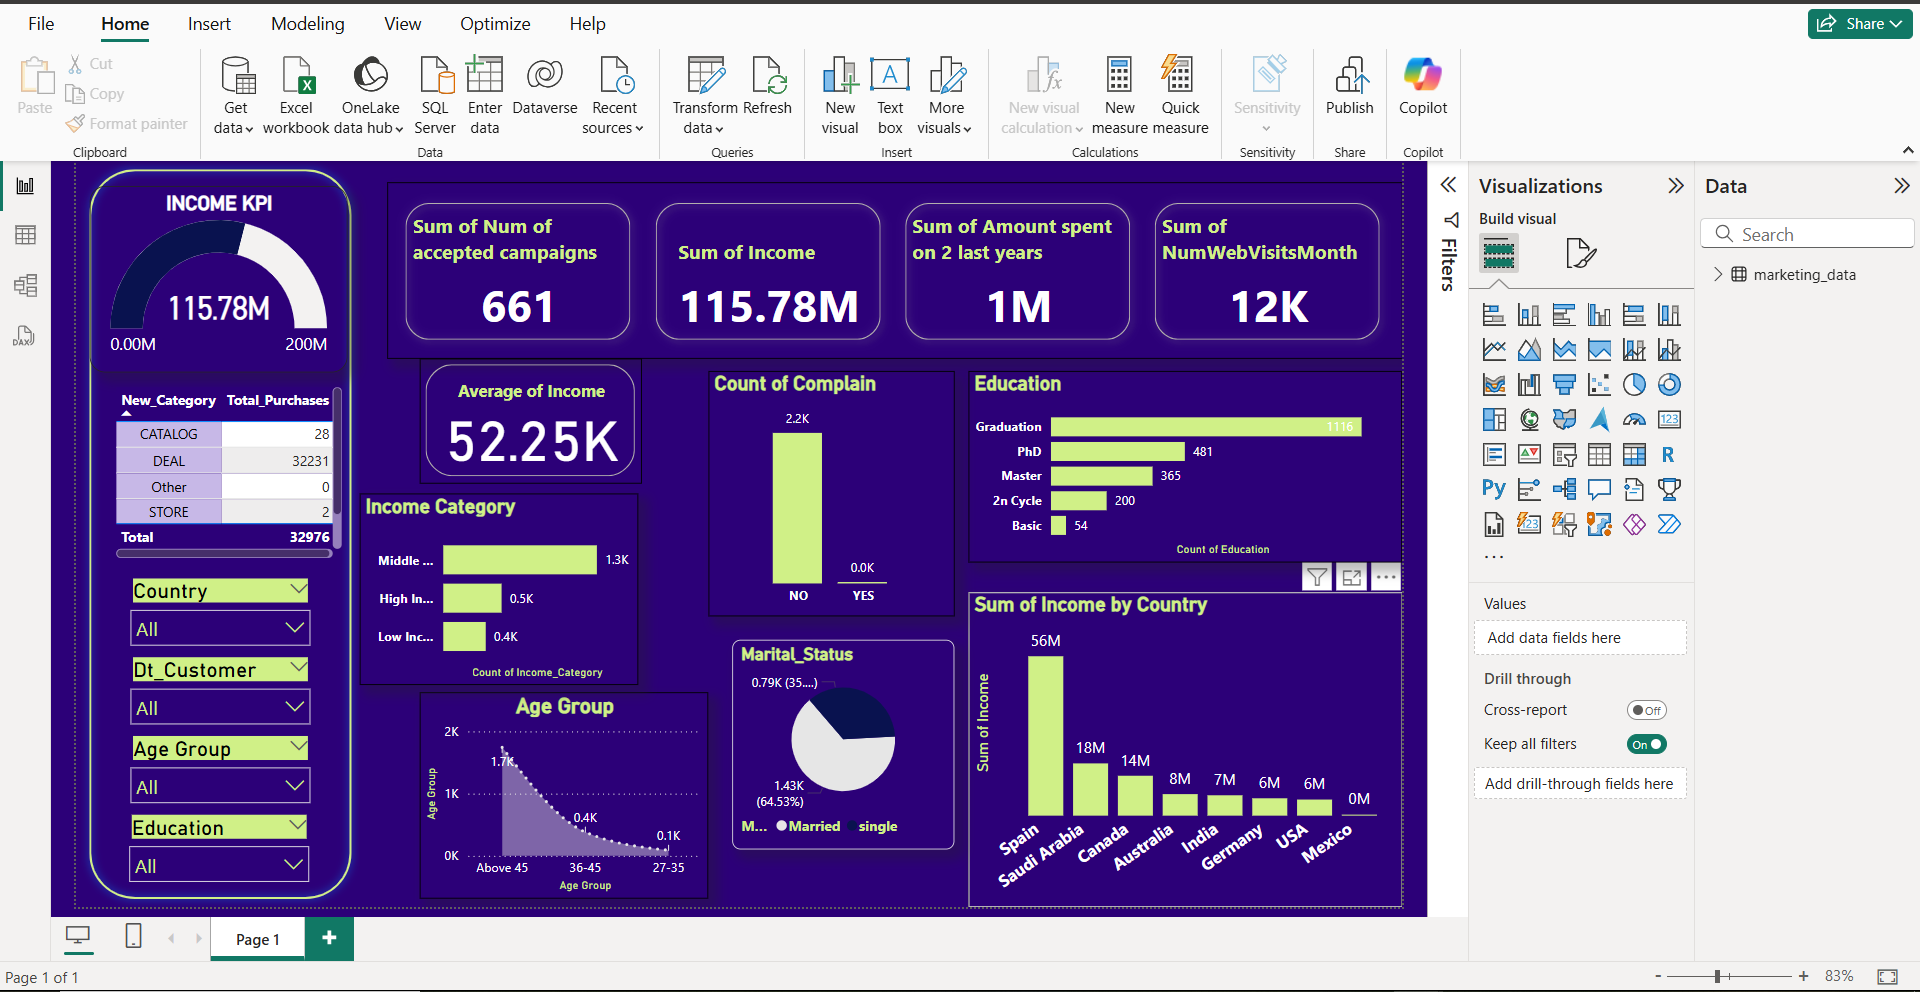 File
Home
Insert
Modeling
View
Optimize
Help
Share
Paste
Cut
Copy
Format painter
Clipboard
Get
data
Excel
workbook
OneLake
data hub
SQL
Server
Enter
data
Dataverse
Recent
sources
Data
Transform
data
Refresh
Queries
New
visual
Text
box
More
visuals
Insert
New visual
calculation
New
measure
Quick
measure
Calculations
Sensitivity
Sensitivity
Publish
Share
Copilot
Copilot
INCOME KPI
115.78M
0.00M
200M
New_Category Total_Purchases
CATALOG 28
DEAL 32231
Other 0
STORE 2
Total 32976
Country
All
Dt_Customer
All
Age Group
All
Education
All
Sum of Num of
accepted campaigns
661
Sum of Income
115.78M
Sum of Amount spent
on 2 last years
1M
Sum of
NumWebVisitsMonth
12K
Average of Income
52.25K
Income Category
Middle ... 1.3K
High In... 0.5K
Low Inc... 0.4K
Count of Income_Category
Age Group
2K
1K
0K
1.7K
0.4K
0.1K
Above 45
36-45
27-35
Age Group
Age Group
Count of Complain
2.2K
0.0K
NO
YES
Marital_Status
0.79K (35....)
1.43K
(64.53%)
M... Married single
Education
Graduation 1116
PhD 481
Master 365
2n Cycle 200
Basic 54
Count of Education
Sum of Income by Country
Sum of Income
56M
18M
14M
8M
7M
6M
6M
0M
Spain
Saudi Arabia
Canada
Australia
India
Germany
USA
Mexico
Filters
Visualizations
Build visual
123
R
Py
123
...
Values
Add data fields here
Drill through
Cross-report
Off
Keep all filters
On
Add drill-through fields here
Data
Search
marketing_data
DAX
Page 1
Page 1 of 1
- + 83%